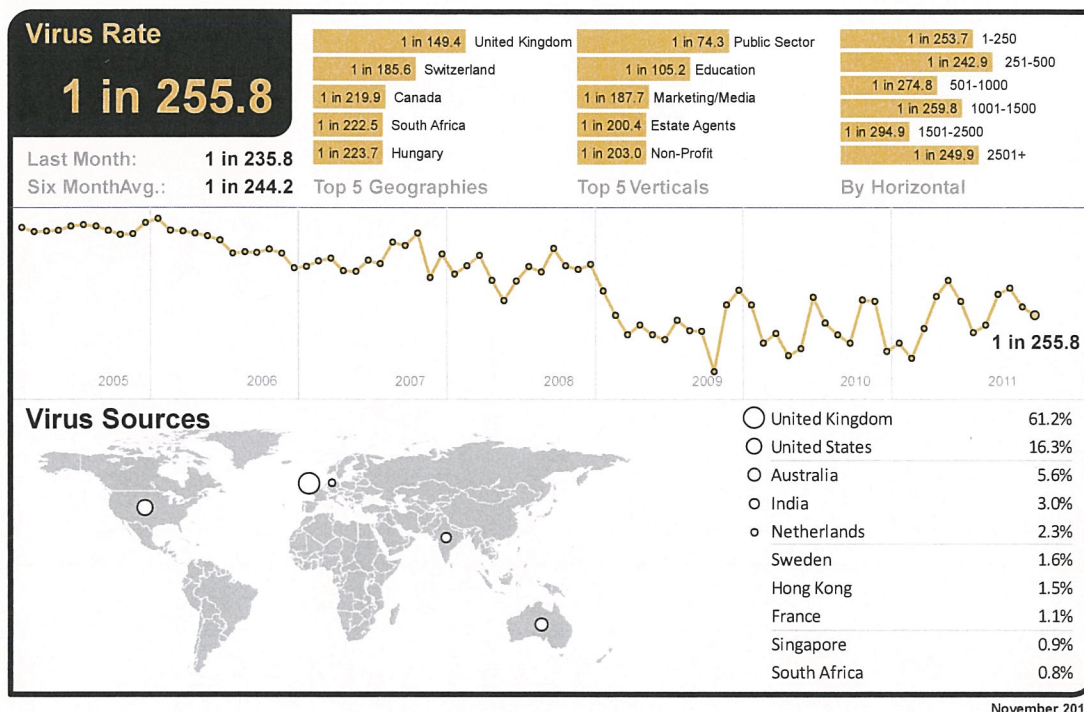 Virus Rate
1 in 255.8
Last Month: 1 in 235.8
Six MonthAvg.: 1 in 244.2
1 in 149.4 United Kingdom
1 in 185.6 Switzerland
1 in 219.9 Canada
1 in 222.5 South Africa
1 in 223.7 Hungary
Top 5 Geographies
1 in 74.3 Public Sector
1 in 105.2 Education
1 in 187.7 Marketing/Media
1 in 200.4 Estate Agents
1 in 203.0 Non-Profit
Top 5 Verticals
1 in 253.7 1-250
1 in 242.9 251-500
1 in 274.8 501-1000
1 in 259.8 1001-1500
1 in 294.9 1501-2500
1 in 249.9 2501+
By Horizontal
1 in 255.8
2005 2006 2007 2008 2009 2010 2011
Virus Sources
United Kingdom 61.2%
United States 16.3%
Australia 5.6%
India 3.0%
Netherlands 2.3%
Sweden 1.6%
Hong Kong 1.5%
France 1.1%
Singapore 0.9%
South Africa 0.8%
November 201